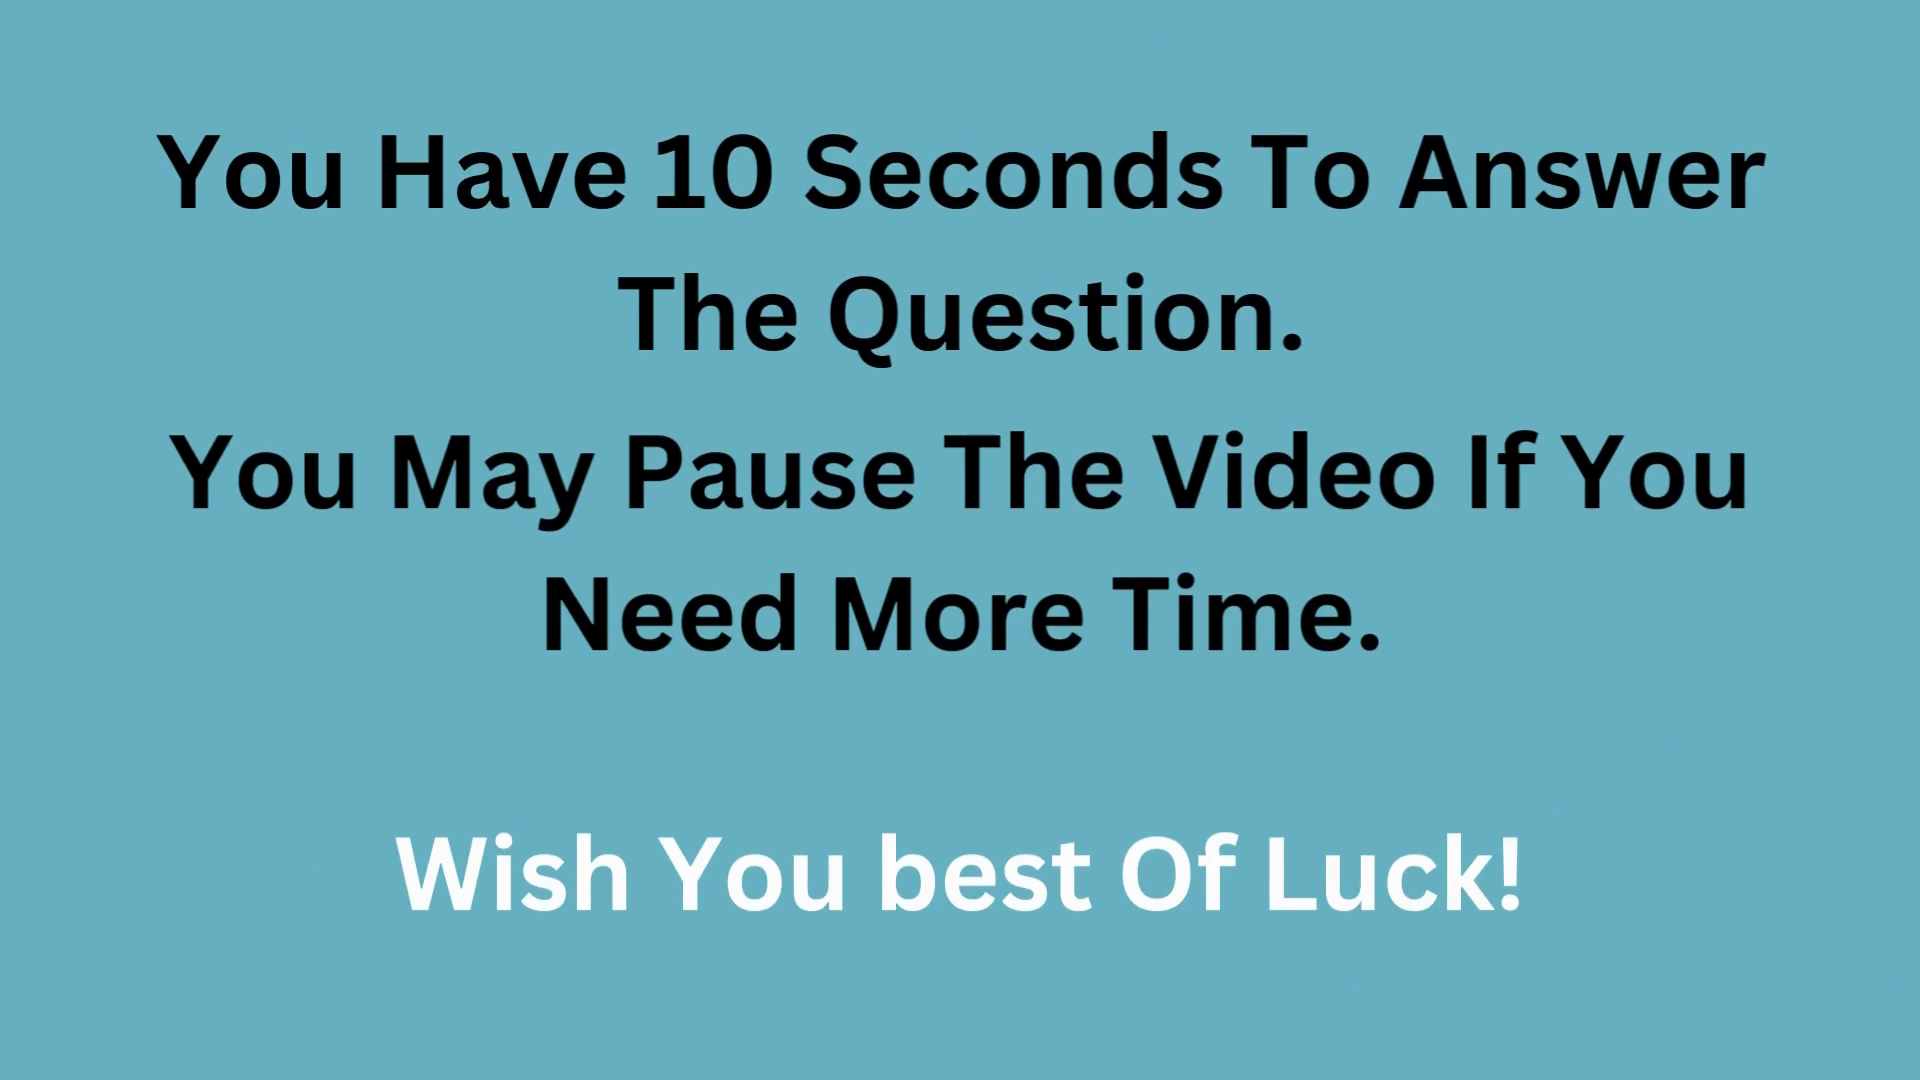 You Have 10 Seconds To Answer
The Question.
You May Pause The Video If You
Need More Time.
Wish You best Of Luck!